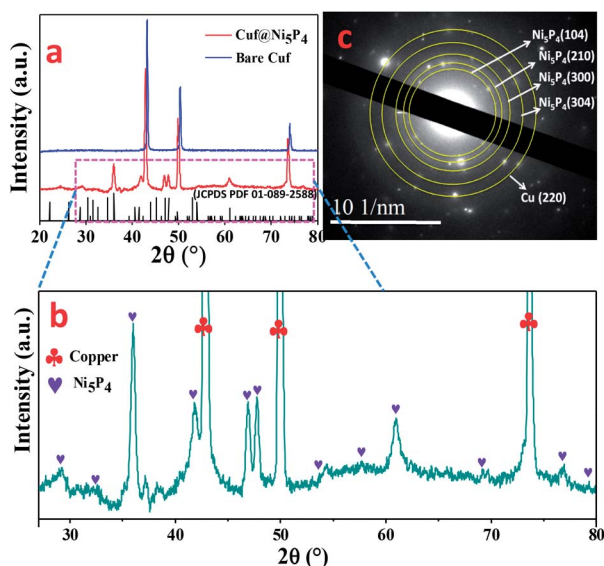 a
Cuf@Ni₅P₄
Bare Cuf
Intensity (a.u.)
(JCPDS PDF 01-089-2588)
20 30 40 50 60 70 80
2θ (°)
c
Ni₅P₄(104)
Ni₅P₄(210)
Ni₅P₄(300)
Ni₅P₄(304)
Cu (220)
10 1/nm
b
Copper
Ni₅P₄
Intensity (a.u.)
30 40 50 60 70 80
2θ (°)